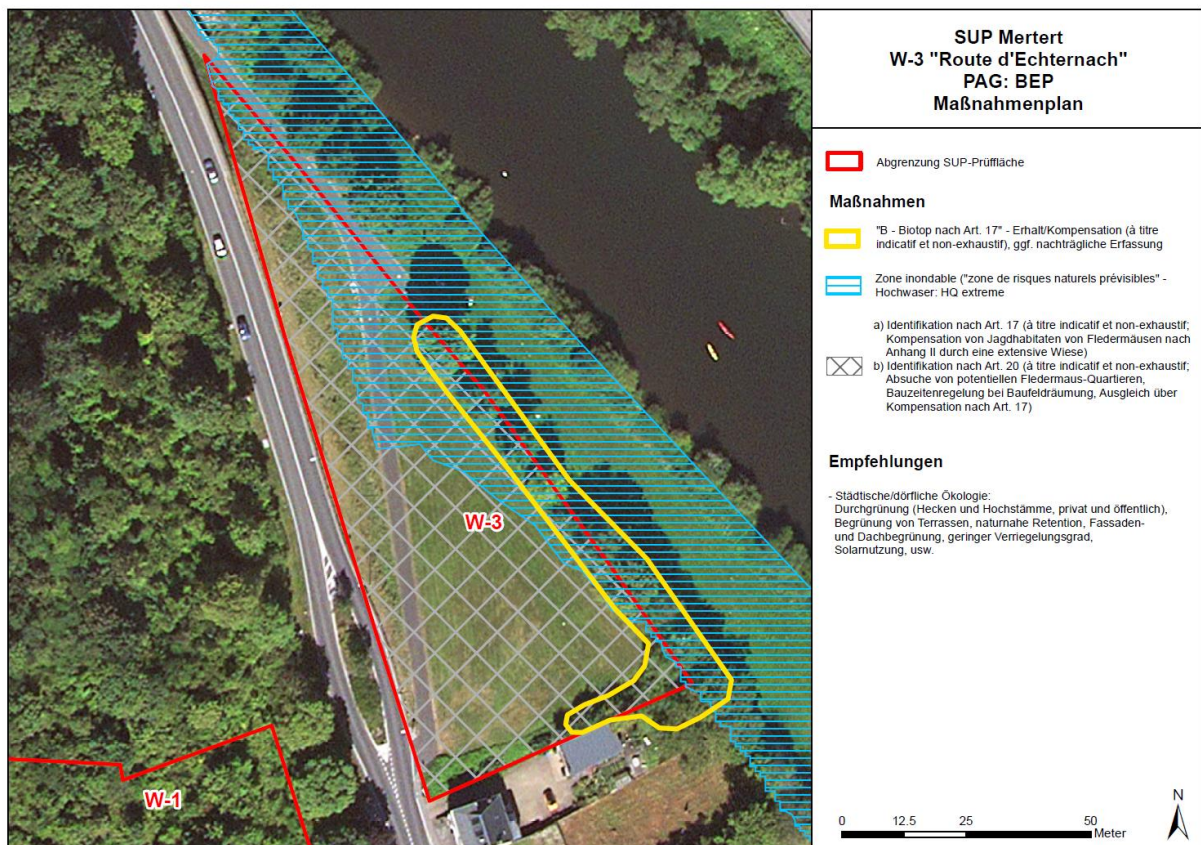 SUP Mertert
W-3 "Route d'Echternach"
PAG: BEP
Maßnahmenplan
Abgrenzung SUP-Prüffläche
Maßnahmen
"B - Biotop nach Art. 17" - Erhalt/Kompensation (à titre
indicatif et non-exhaustif), ggf. nachträgliche Erfassung
Zone inondable ("zone de risques naturels prévisibles" -
Hochwaser: HQ extreme
a) Identifikation nach Art. 17 (à titre indicatif et non-exhaustif;
Kompensation von Jagdhabitaten von Fledermäusen nach
Anhang II durch eine extensive Wiese)
b) Identifikation nach Art. 20 (à titre indicatif et non-exhaustif;
Absuche von potentiellen Fledermaus-Quartieren,
Bauzeitenregelung bei Baufeldräumung, Ausgleich über
Kompensation nach Art. 17)
Empfehlungen
- Städtische/dörfliche Ökologie:
Durchgrünung (Hecken und Hochstämme, privat und öffentlich),
Begrünung von Terrassen, naturnahe Retention, Fassaden-
und Dachbegrünung, geringer Verriegelungsgrad,
Solarnutzung, usw.
W-3
W-1
N
0 12.5 25 50
Meter